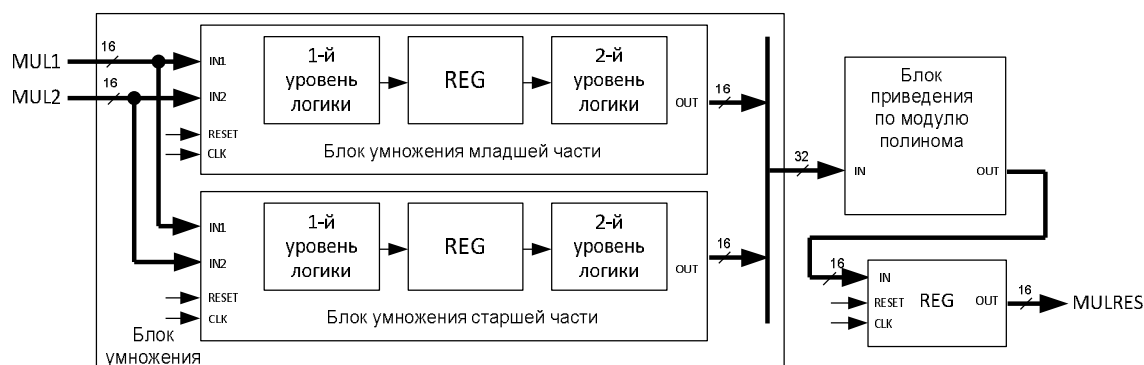 MUL1
MUL2
16
16
IN1
IN2
RESET
CLK
1-й
уровень
логики
REG
2-й
уровень
логики
OUT
16
Блок умножения младшей части
IN1
IN2
RESET
CLK
1-й
уровень
логики
REG
2-й
уровень
логики
OUT
16
Блок умножения старшей части
Блок
умножения
32
Блок
приведения
по модулю
полинома
IN
OUT
16
IN
RESET
CLK
REG
OUT
16
MULRES